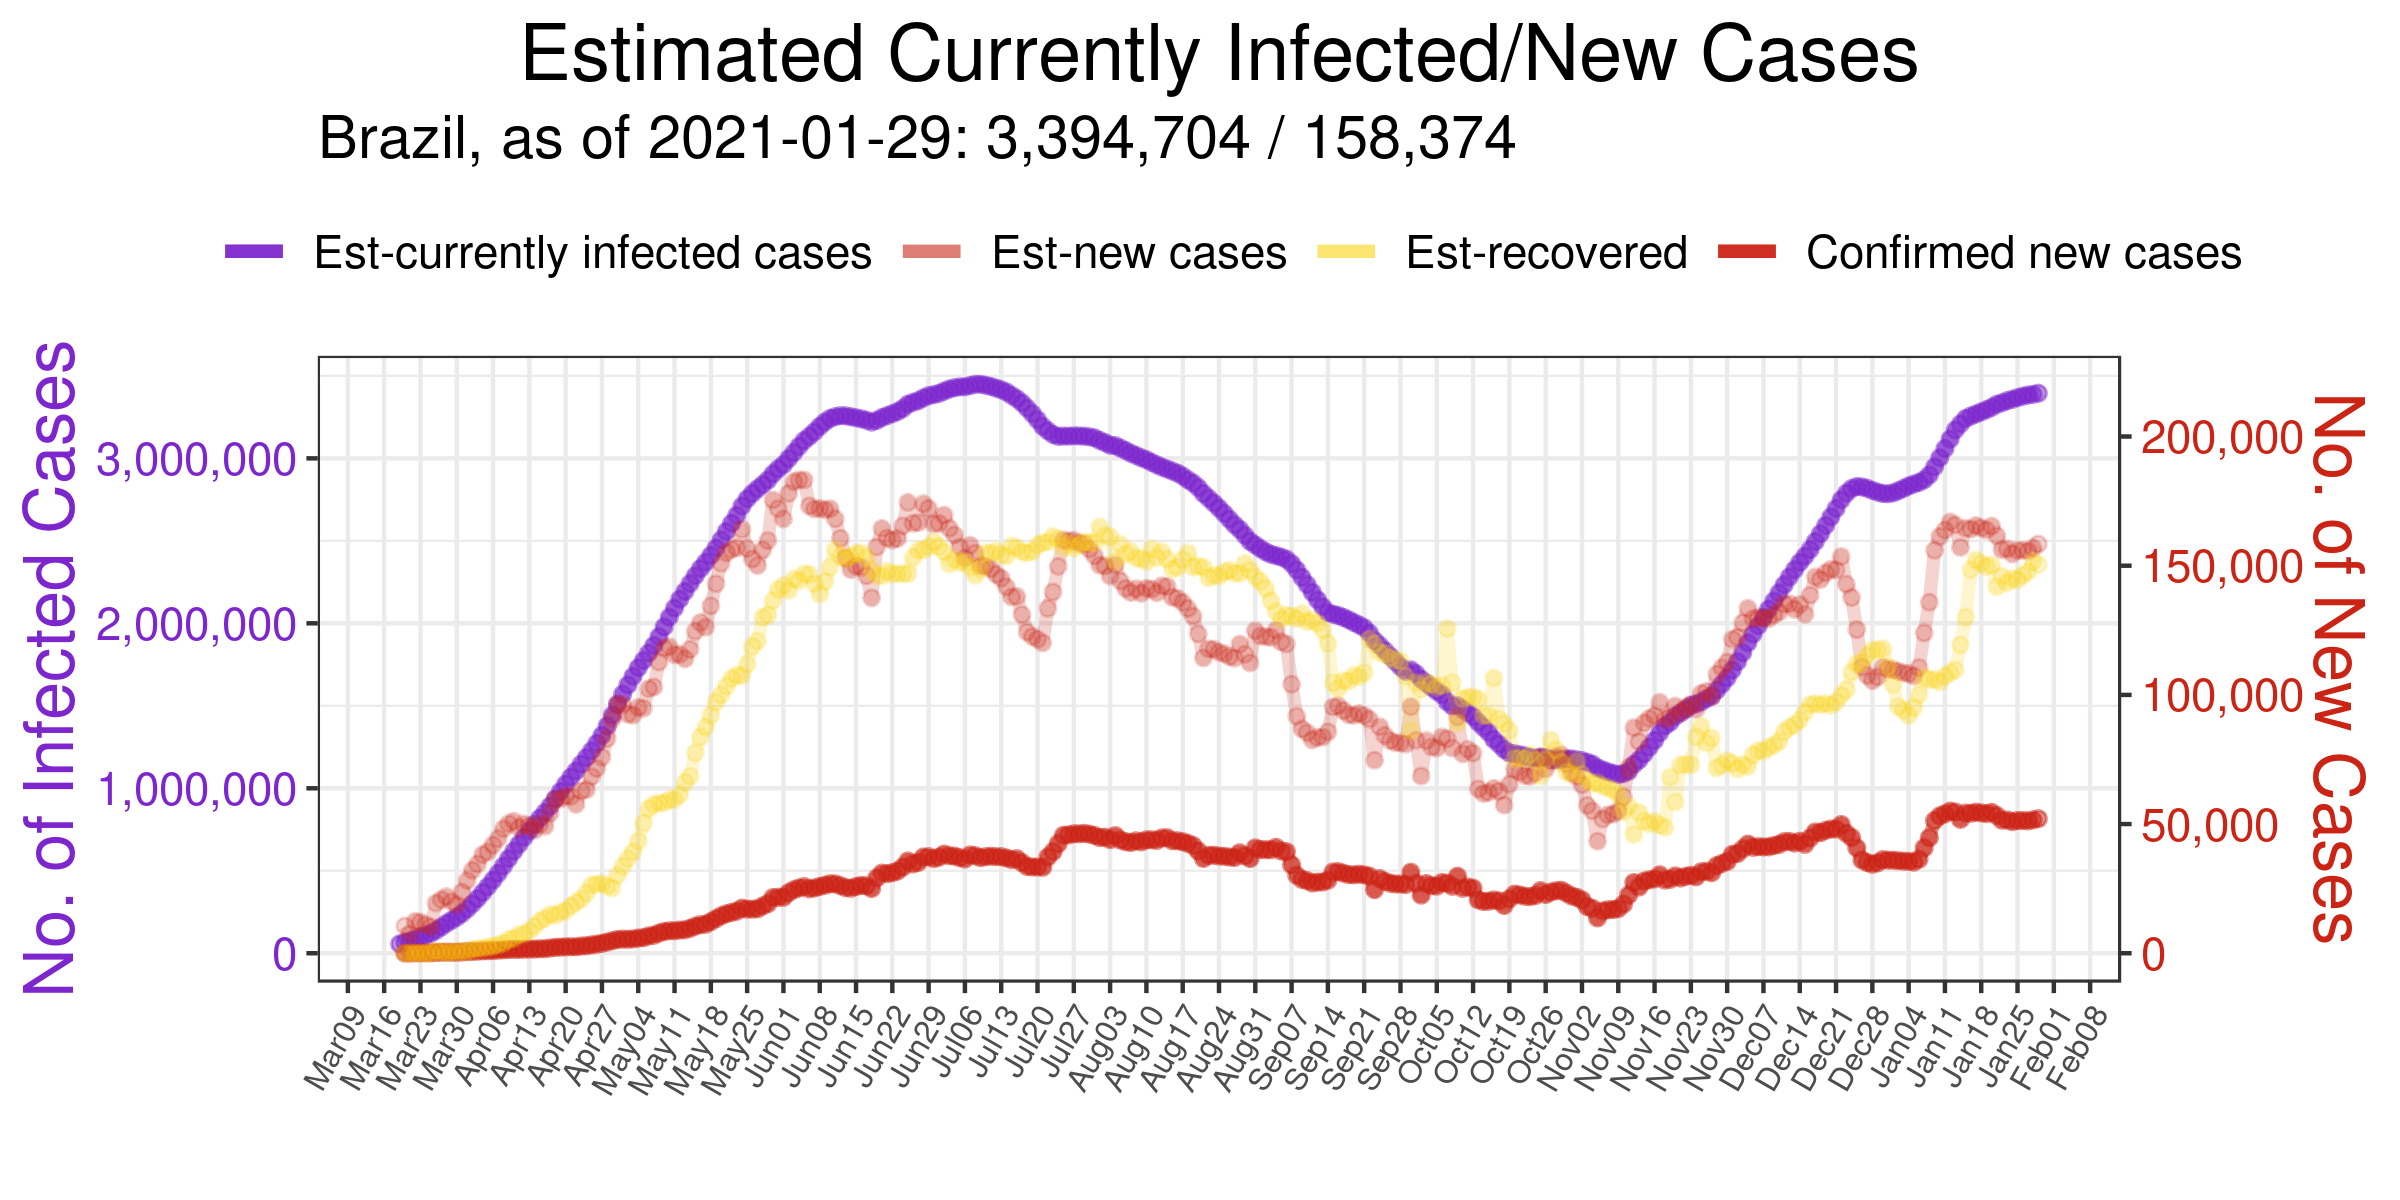 Estimated Currently Infected/New Cases
Brazil, as of 2021-01-29: 3,394,704 / 158,374
Est-currently infected cases Est-new cases Est-recovered Confirmed new cases
No. of Infected Cases
3,000,000
2,000,000
1,000,000
0
200,000
150,000
100,000
50,000
0
No. of New Cases
Mar09 Mar16 Mar23 Mar30 Apr06 Apr13 Apr20 Apr27 May04 May11 May18 May25 Jun01 Jun08 Jun15 Jun22 Jun29 Jul06 Jul13 Jul20 Jul27 Aug03 Aug10 Aug17 Aug24 Aug31 Sep07 Sep14 Sep21 Sep28 Oct05 Oct12 Oct19 Oct26 Nov02 Nov09 Nov16 Nov23 Nov30 Dec07 Dec14 Dec21 Dec28 Jan04 Jan11 Jan18 Jan25 Feb01 Feb08